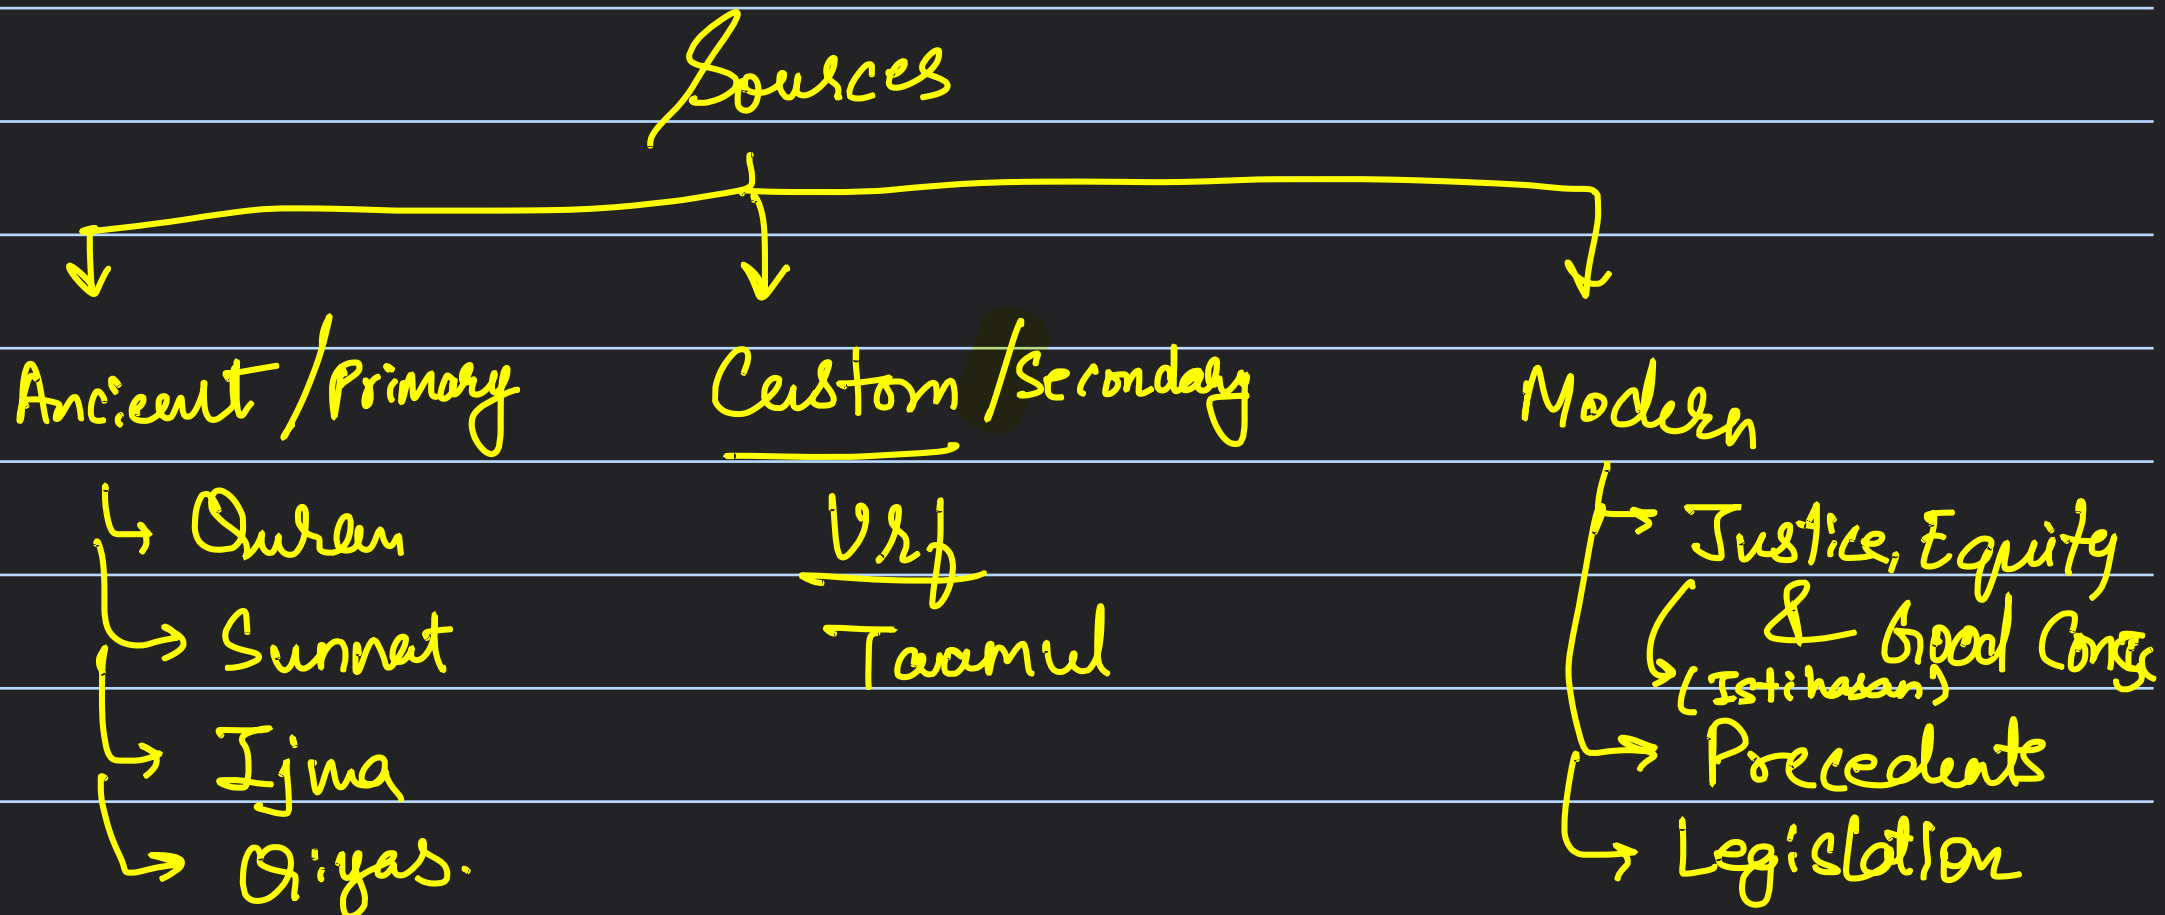 Sources
Ancient/Primary
Custom/Secondary
Modern
Quran
Sunnat
Ijma
Qiyas.
Urf
Taamul
Justice, Equity
& Good Consc
(Istihasan)
Precedents
Legislation